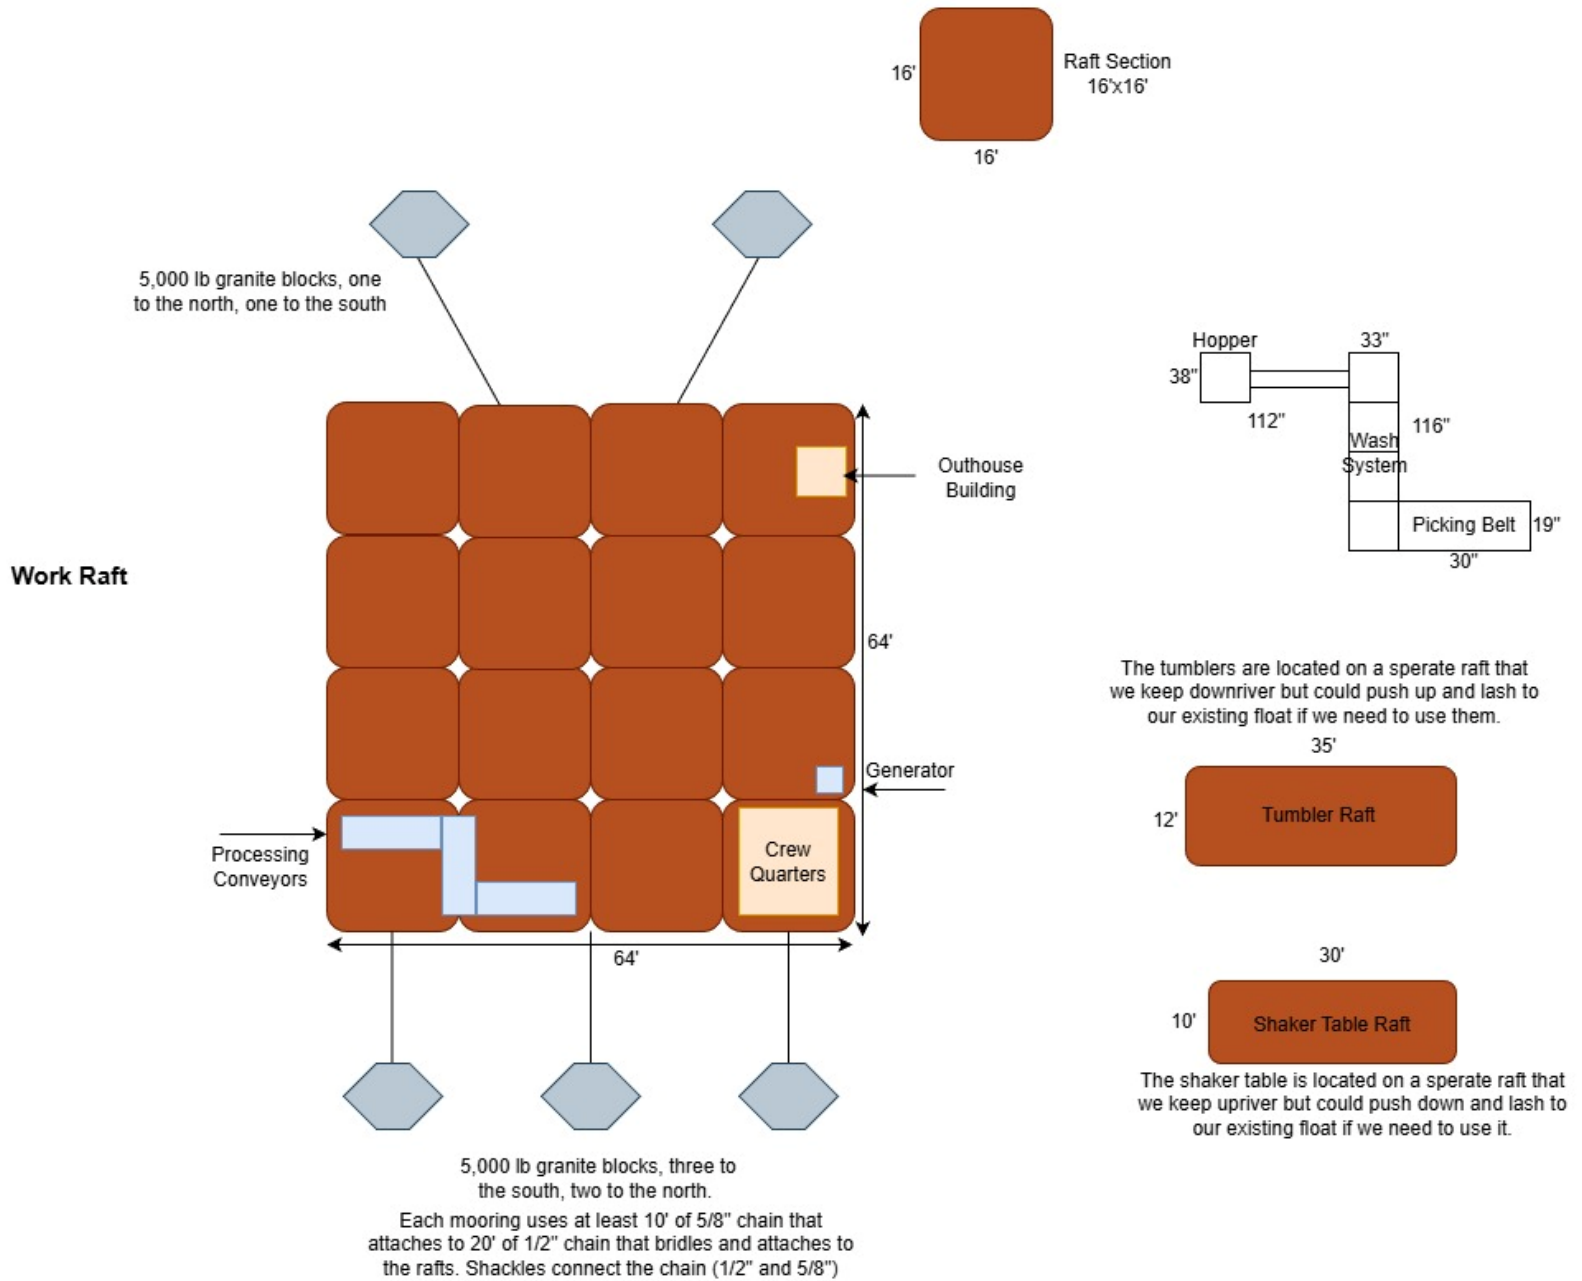 16'
Raft Section
16'x16'
16'
5,000 lb granite blocks, one
to the north, one to the south
Hopper
33"
38"
112"
116"
Wash
System
Picking Belt
19"
30"
Outhouse
Building
Work Raft
64'
The tumblers are located on a sperate raft that
we keep downriver but could push up and lash to
our existing float if we need to use them.
35'
Generator
12'
Tumbler Raft
Processing
Conveyors
Crew
Quarters
64'
30'
10'
Shaker Table Raft
The shaker table is located on a sperate raft that
we keep upriver but could push down and lash to
our existing float if we need to use it.
5,000 lb granite blocks, three to
the south, two to the north.
Each mooring uses at least 10' of 5/8" chain that
attaches to 20' of 1/2" chain that bridles and attaches to
the rafts. Shackles connect the chain (1/2" and 5/8")